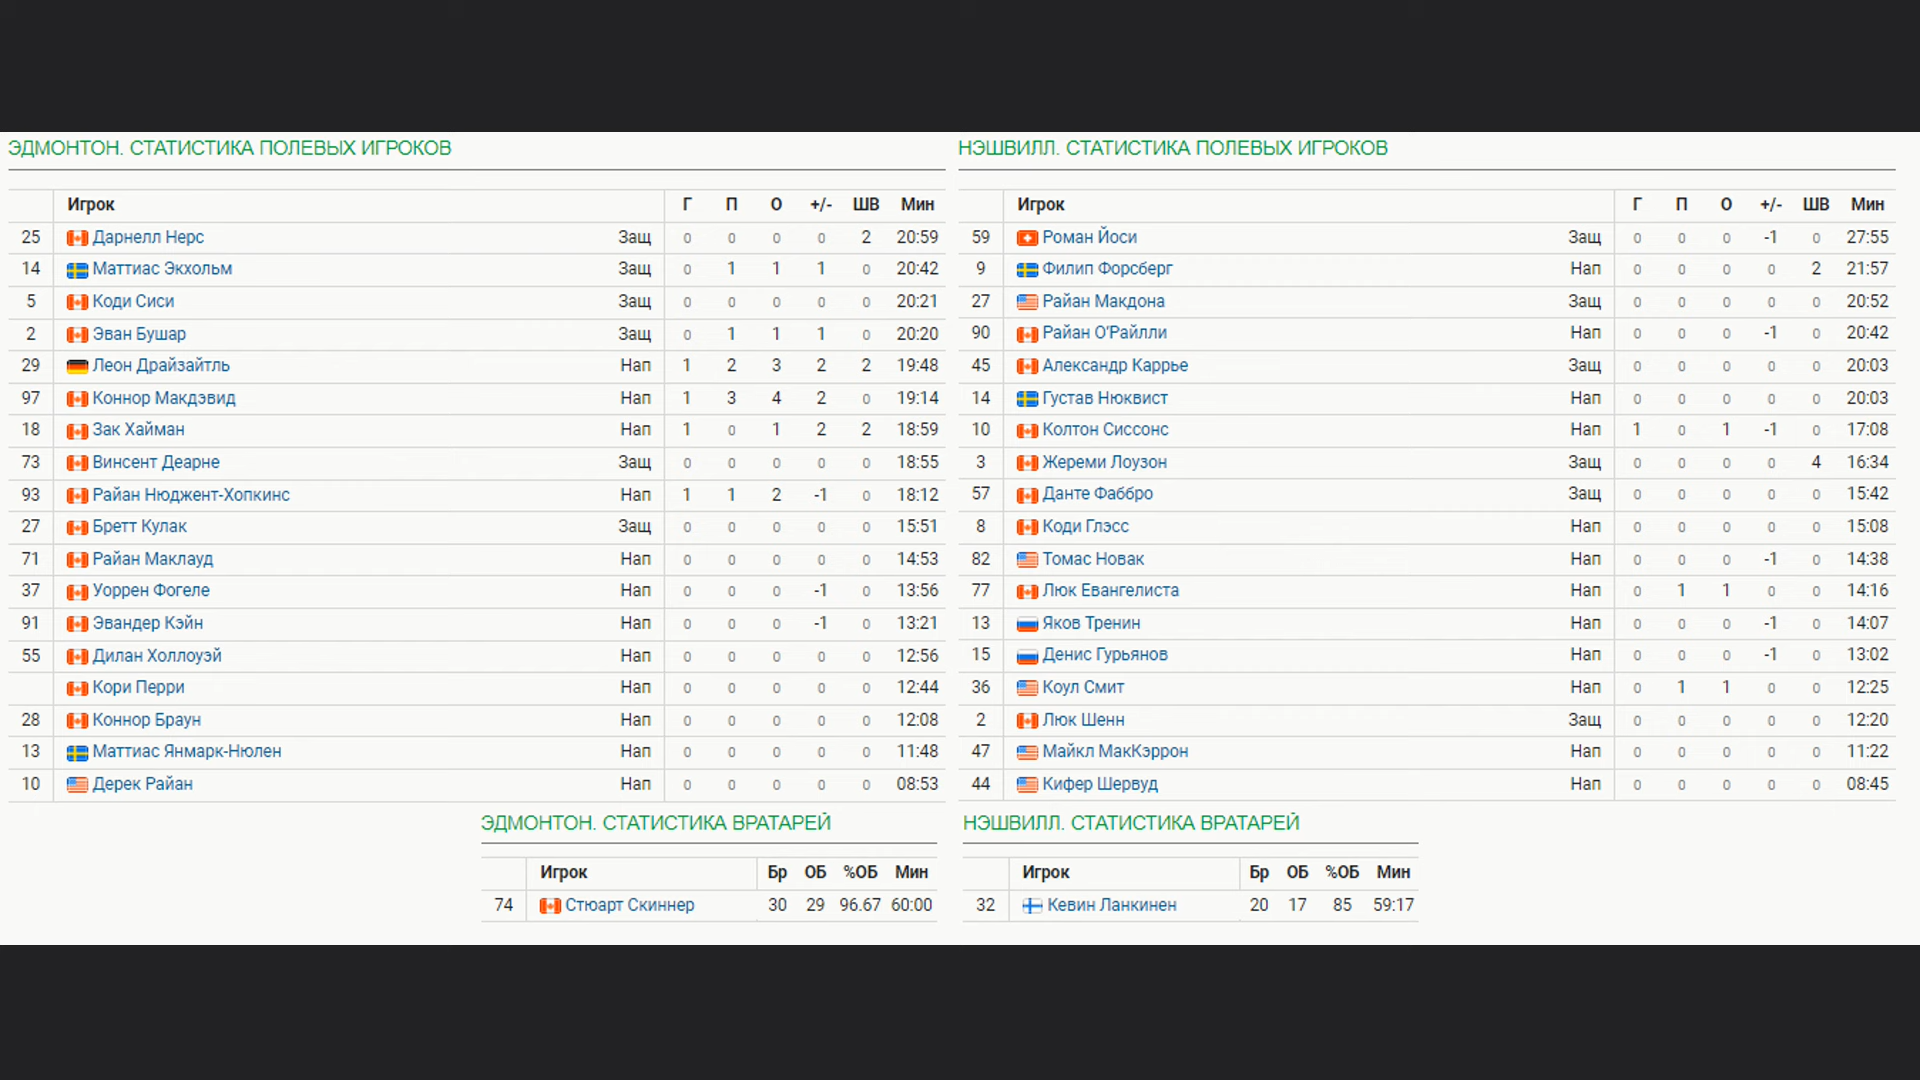 ЭДМОНТОН. СТАТИСТИКА ПОЛЕВЫХ ИГРОКОВ
Игрок Г П О +/- ШВ Мин
25 Дарнелл Нерс Защ 0 0 0 0 2 20:59
14 Маттиас Экхольм Защ 0 1 1 1 0 20:42
5 Коди Сиси Защ 0 0 0 0 0 20:21
2 Эван Бушар Защ 0 1 1 1 0 20:20
29 Леон Драйзайтль Нап 1 2 3 2 2 19:48
97 Коннор Макдэвид Нап 1 3 4 2 0 19:14
18 Зак Хайман Нап 1 0 1 2 2 18:59
73 Винсент Деарне Защ 0 0 0 0 0 18:55
93 Райан Нюджент-Хопкинс Нап 1 1 2 -1 0 18:12
27 Бретт Кулак Защ 0 0 0 0 0 15:51
71 Райан Маклауд Нап 0 0 0 0 0 14:53
37 Уоррен Фогеле Нап 0 0 0 -1 0 13:56
91 Эвандер Кэйн Нап 0 0 0 -1 0 13:21
55 Дилан Холлоуэй Нап 0 0 0 0 0 12:56
Кори Перри Нап 0 0 0 0 0 12:44
28 Коннор Браун Нап 0 0 0 0 0 12:08
13 Маттиас Янмарк-Нюлен Нап 0 0 0 0 0 11:48
10 Дерек Райан Нап 0 0 0 0 0 08:53
НЭШВИЛЛ. СТАТИСТИКА ПОЛЕВЫХ ИГРОКОВ
Игрок Г П О +/- ШВ Мин
59 Роман Йоси Защ 0 0 0 -1 0 27:55
9 Филип Форсберг Нап 0 0 0 0 2 21:57
27 Райан Макдона Защ 0 0 0 0 0 20:52
90 Райан О'Райлли Нап 0 0 0 -1 0 20:42
45 Александр Каррье Защ 0 0 0 0 0 20:03
14 Густав Нюквист Нап 0 0 0 0 0 20:03
10 Колтон Сиссонс Нап 1 0 1 -1 0 17:08
3 Жереми Лоузон Защ 0 0 0 0 4 16:34
57 Данте Фаббро Защ 0 0 0 0 0 15:42
8 Коди Глэсс Нап 0 0 0 0 0 15:08
82 Томас Новак Нап 0 0 0 -1 0 14:38
77 Люк Евангелиста Нап 0 1 1 0 0 14:16
13 Яков Тренин Нап 0 0 0 -1 0 14:07
15 Денис Гурьянов Нап 0 0 0 -1 0 13:02
36 Коул Смит Нап 0 1 1 0 0 12:25
2 Люк Шенн Защ 0 0 0 0 0 12:20
47 Майкл МакКэррон Нап 0 0 0 0 0 11:22
44 Кифер Шервуд Нап 0 0 0 0 0 08:45
ЭДМОНТОН. СТАТИСТИКА ВРАТАРЕЙ
Игрок Бр ОБ %ОБ Мин
74 Стюарт Скиннер 30 29 96.67 60:00
НЭШВИЛЛ. СТАТИСТИКА ВРАТАРЕЙ
Игрок Бр ОБ %ОБ Мин
32 Кевин Ланкинен 20 17 85 59:17